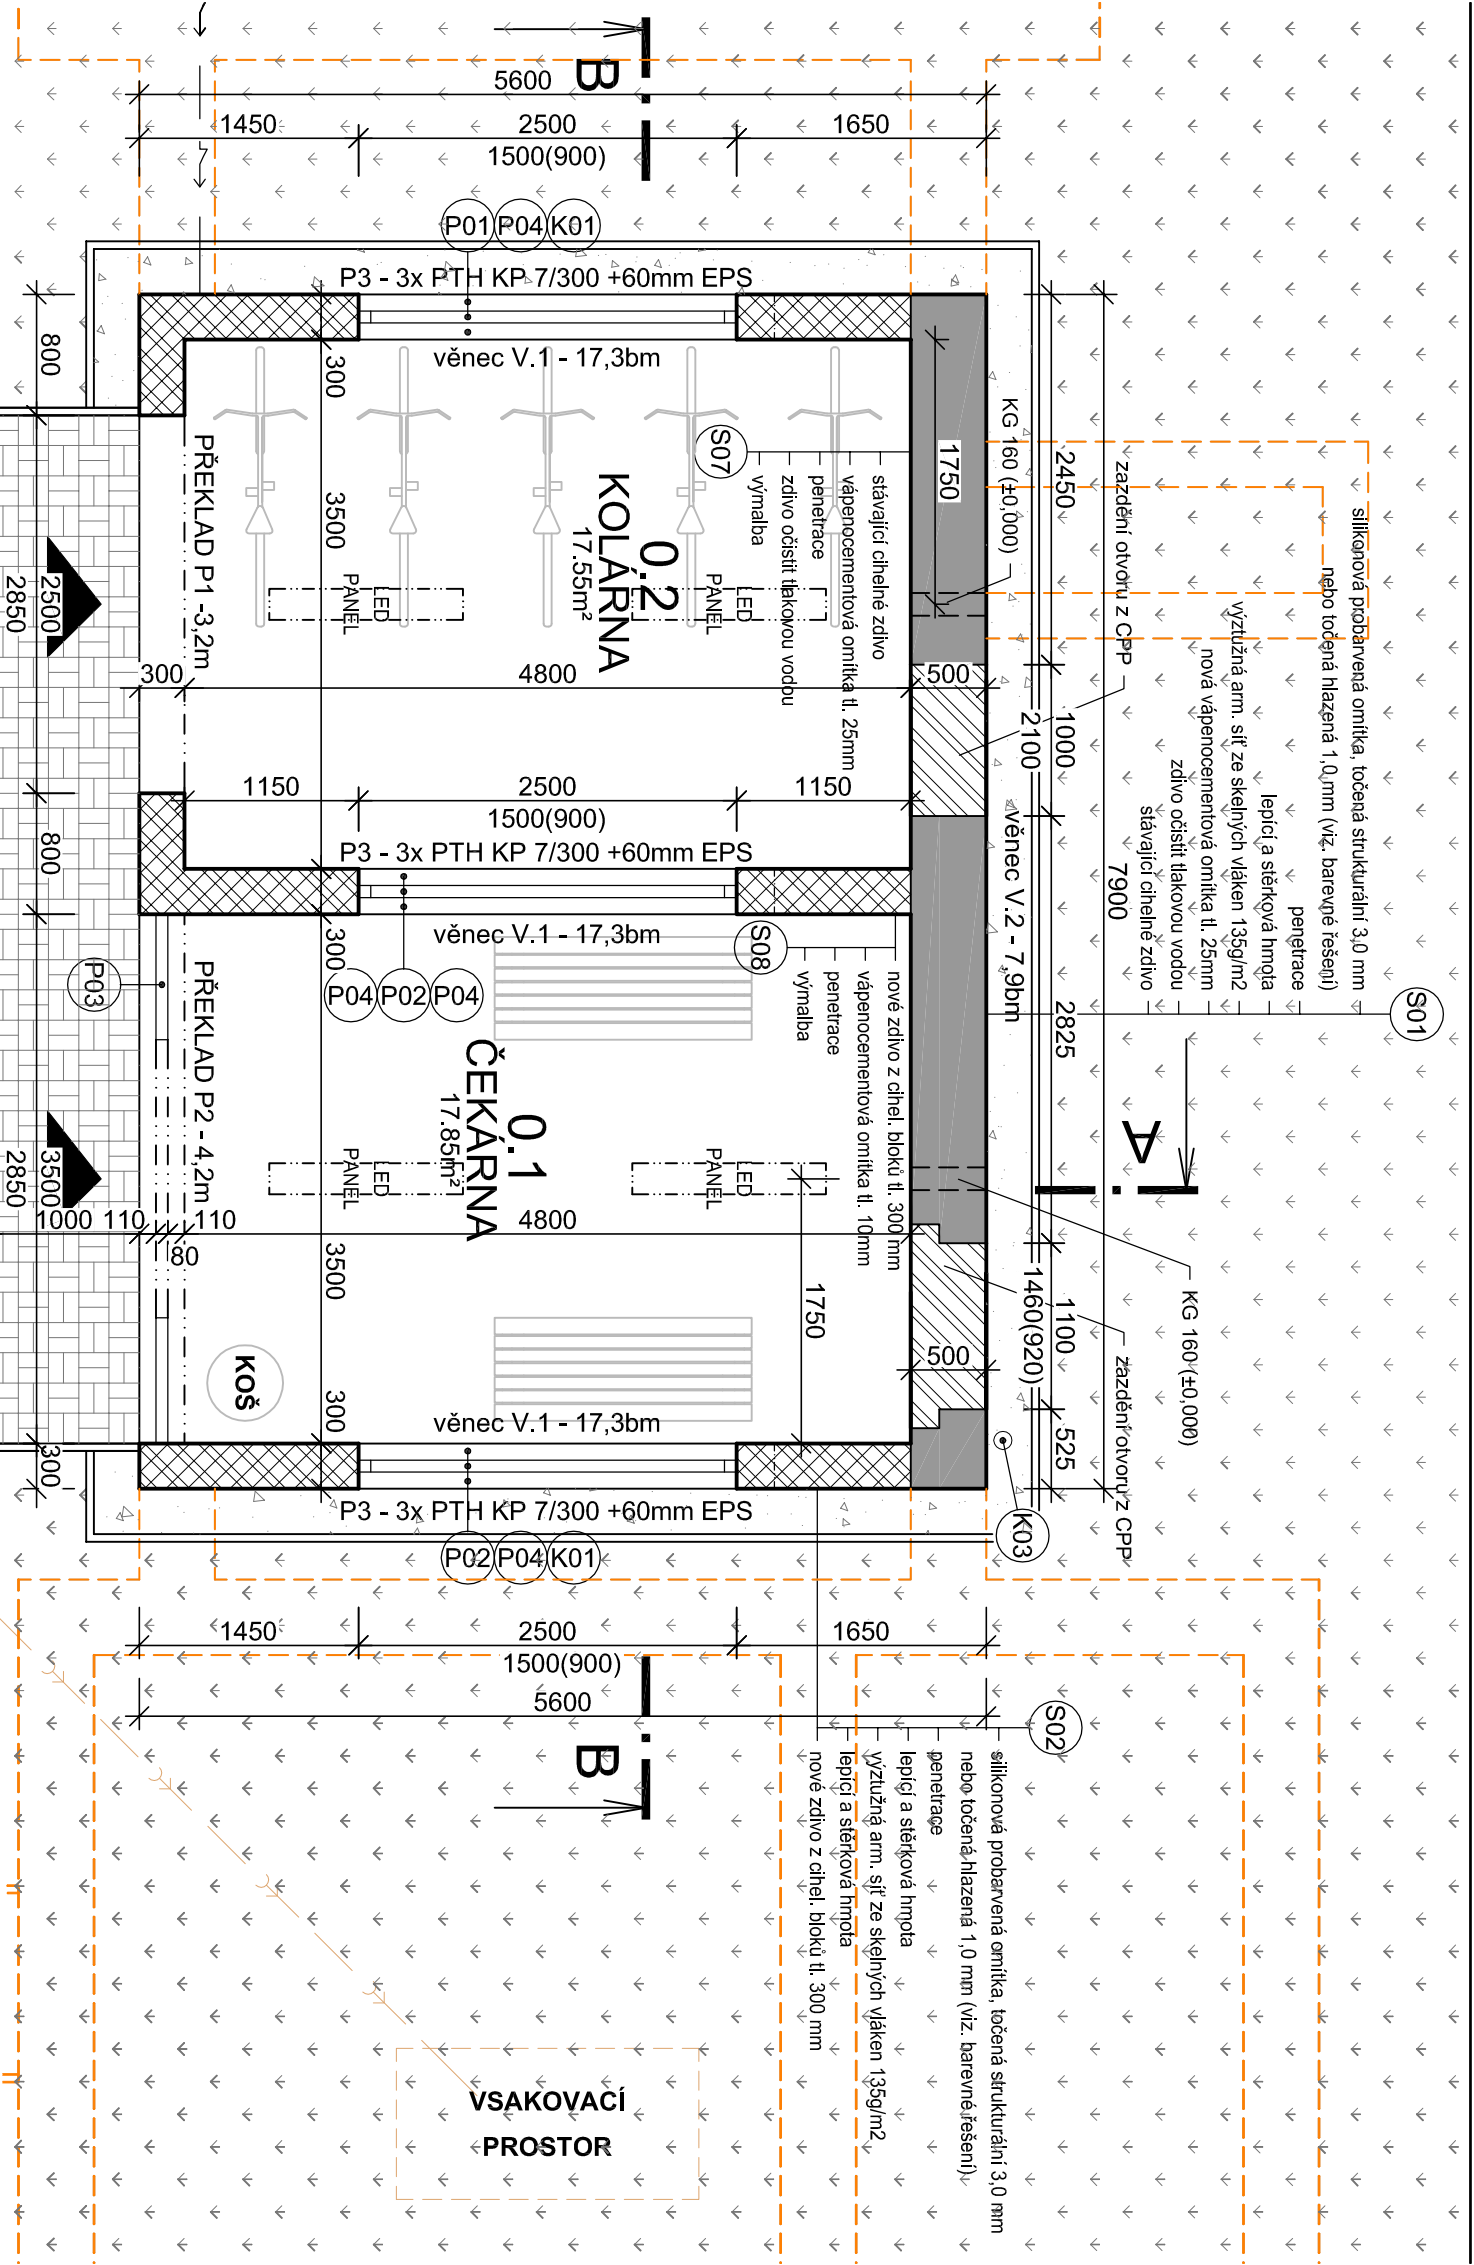 B
5600
1450
2500
1650
1500(900)
P01
P04
K01
P3 - 3x PTH KP 7/300 +60mm EPS
věnec V.1 - 17,3bm
800
300
3500
S07
stávající cihelné zdivo
vápenocementová omítka tl. 25mm
penetrace
zdivo očistit tlakovou vodou
výmalba
0.2
KOLÁRNA
17.55m²
LED
PANEL
LED
PANEL
PŘEKLAD P1 -3,2m
2500
2850
300
4800
500
1750
KG 160 (±0,000)
2450
zazdění otvoru z CPP
1000
2100
7900
silikonová probarvená omítka, točená strukturální 3,0 mm
nebo točená hlazená 1,0 mm (viz. barevné řešení)
penetrace
lepící a stěrková hmota
výztužná arm. síť ze skelných vláken 135g/m2
nová vápenocementová omítka tl. 25mm
zdivo očistit tlakovou vodou
stávající cihelné zdivo
S01
1150
2500
1150
1500(900)
P3 - 3x PTH KP 7/300 +60mm EPS
věnec V.1 - 17,3bm
věnec V.2 - 7,9bm
800
300
P04
P02
P04
P03
S08
nové zdivo z cihel. bloků tl. 300 mm
vápenocementová omítka tl. 10mm
penetrace
výmalba
2825
A
0.1
ČEKÁRNA
17.85m²
LED
PANEL
LED
PANEL
PŘEKLAD P2 - 4,2m
3500
2850
1000
110
80
110
4800
3500
1750
500
KG 160 (±0,000)
1100
1460(920)
zazdění otvoru z CPP
525
KOŠ
300
300
věnec V.1 - 17,3bm
P3 - 3x PTH KP 7/300 +60mm EPS
K03
P02
P04
K01
1450
2500
1650
1500(900)
5600
B
S02
silikonová probarvená omítka, točená strukturální 3,0 mm
nebo točená hlazená 1,0 mm (viz. barevné řešení)
penetrace
lepící a stěrková hmota
výztužná arm. síť ze skelných vláken 135g/m2
lepící a stěrková hmota
nové zdivo z cihel. bloků tl. 300 mm
VSAKOVACÍ
PROSTOR